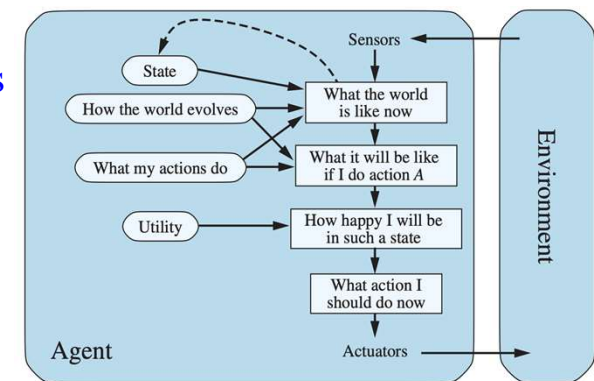 s
Sensors
State
What the world
is like now
How the world evolves
What my actions do
What it will be like
if I do action A
Utility
How happy I will be
in such a state
What action I
should do now
Agent
Actuators
Environment